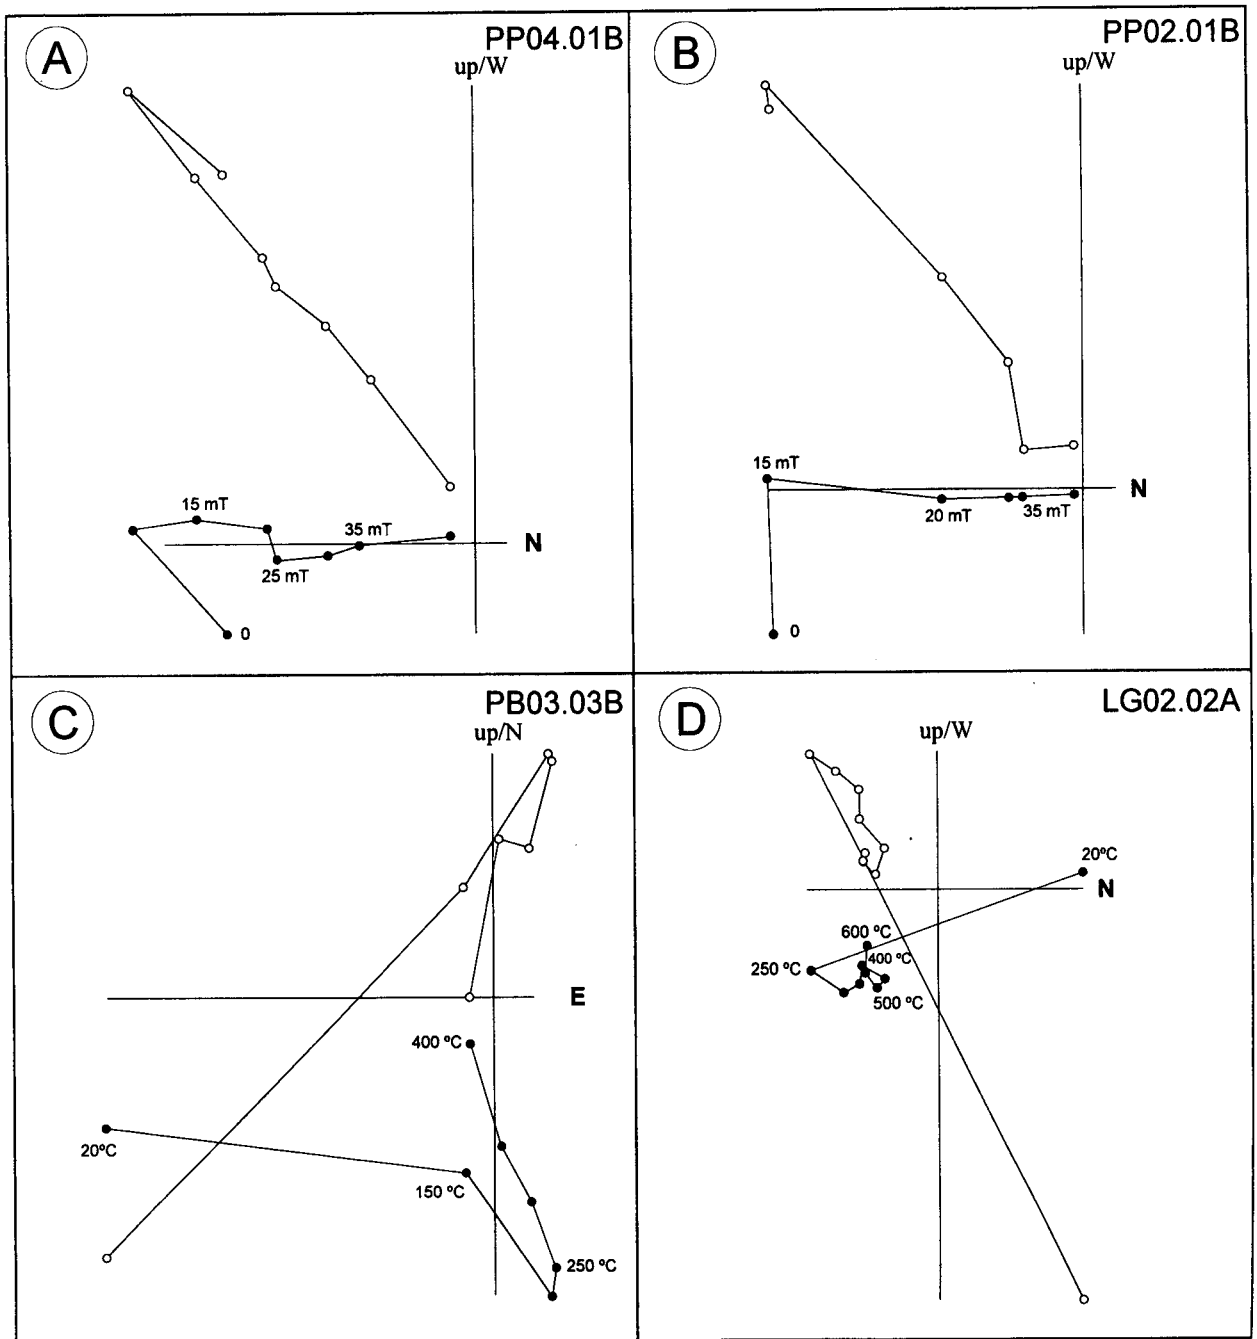 A
PP04.01B
up/W
15 mT
35 mT
N
25 mT
0
B
PP02.01B
up/W
15 mT
N
20 mT
35 mT
0
C
PB03.03B
up/N
E
400 ºC
20ºC
150 ºC
250 ºC
D
LG02.02A
up/W
20ºC
N
600 ºC
400 ºC
250 ºC
500 ºC